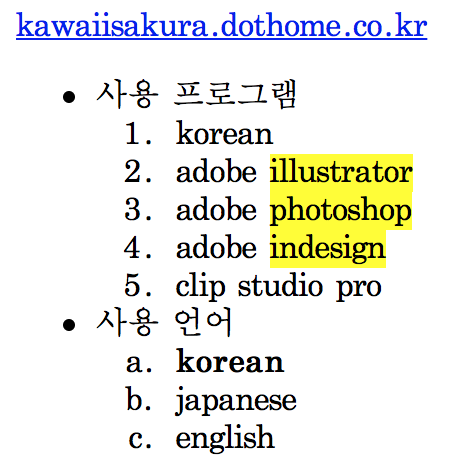 kawaiisakura.dothome.co.kr
• 사용 프로그램
1. korean
2. adobe illustrator
3. adobe photoshop
4. adobe indesign
5. clip studio pro
• 사용 언어
a. korean
b. japanese
c. english